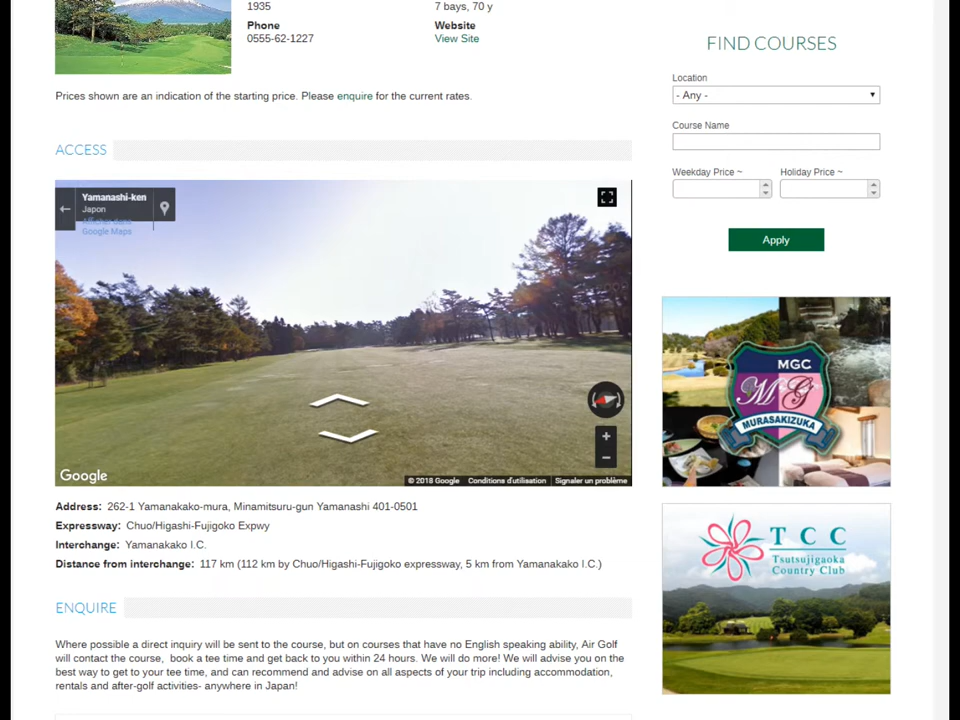 1935
7 bays, 70 y
Phone
Website
0555-62-1227
View Site
Prices shown are an indication of the starting price. Please enquire for the current rates.
ACCESS
Yamanashi-ken
Japon
Afficher dans
Google Maps
Google
© 2018 Google
Conditions d'utilisation
Signaler un problème
Address: 262-1 Yamanakako-mura, Minamitsuru-gun Yamanashi 401-0501
Expressway: Chuo/Higashi-Fujigoko Expwy
Interchange: Yamanakako I.C.
Distance from interchange: 117 km (112 km by Chuo/Higashi-Fujigoko expressway, 5 km from Yamanakako I.C.)
ENQUIRE
Where possible a direct inquiry will be sent to the course, but on courses that have no English speaking ability, Air Golf
will contact the course, book a tee time and get back to you within 24 hours. We will do more! We will advise you on the
best way to get to your tee time, and can recommend and advise on all aspects of your trip including accommodation,
rentals and after-golf activities- anywhere in Japan!
FIND COURSES
Location
- Any -
Course Name
Weekday Price ~
Holiday Price ~
Apply
MGC
MG
MURASAKIZUKA
TCC
Tsutsujigaoka
Country Club